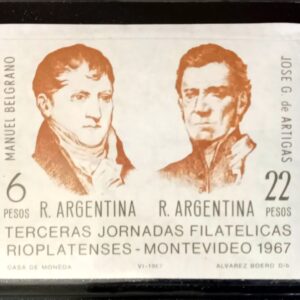 MANUEL BELGRANO
JOSE G. de ARTIGAS
6 PESOS R. ARGENTINA R. ARGENTINA 22 PESOS
TERCERAS JORNADAS FILATELICAS
RIOPLATENSES - MONTEVIDEO 1967
CASA DE MONEDA VI-1967 ALVAREZ BOERO Dib